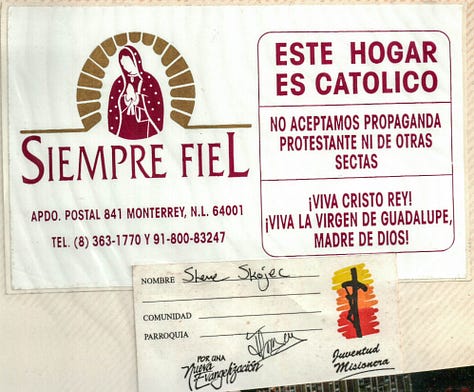 SIEMPRE FIEL
APDO. POSTAL 841 MONTERREY, N.L. 64001
TEL. (8) 363-1770 Y 91-800-83247
ESTE HOGAR
ES CATOLICO
NO ACEPTAMOS PROPAGANDA
PROTESTANTE NI DE OTRAS
SECTAS
¡VIVA CRISTO REY!
¡VIVA LA VIRGEN DE GUADALUPE,
MADRE DE DIOS!
NOMBRE Steve Skojec
COMUNIDAD
PARROQUIA
POR UNA
Nueva
Evangelización
Juventud
Misionera